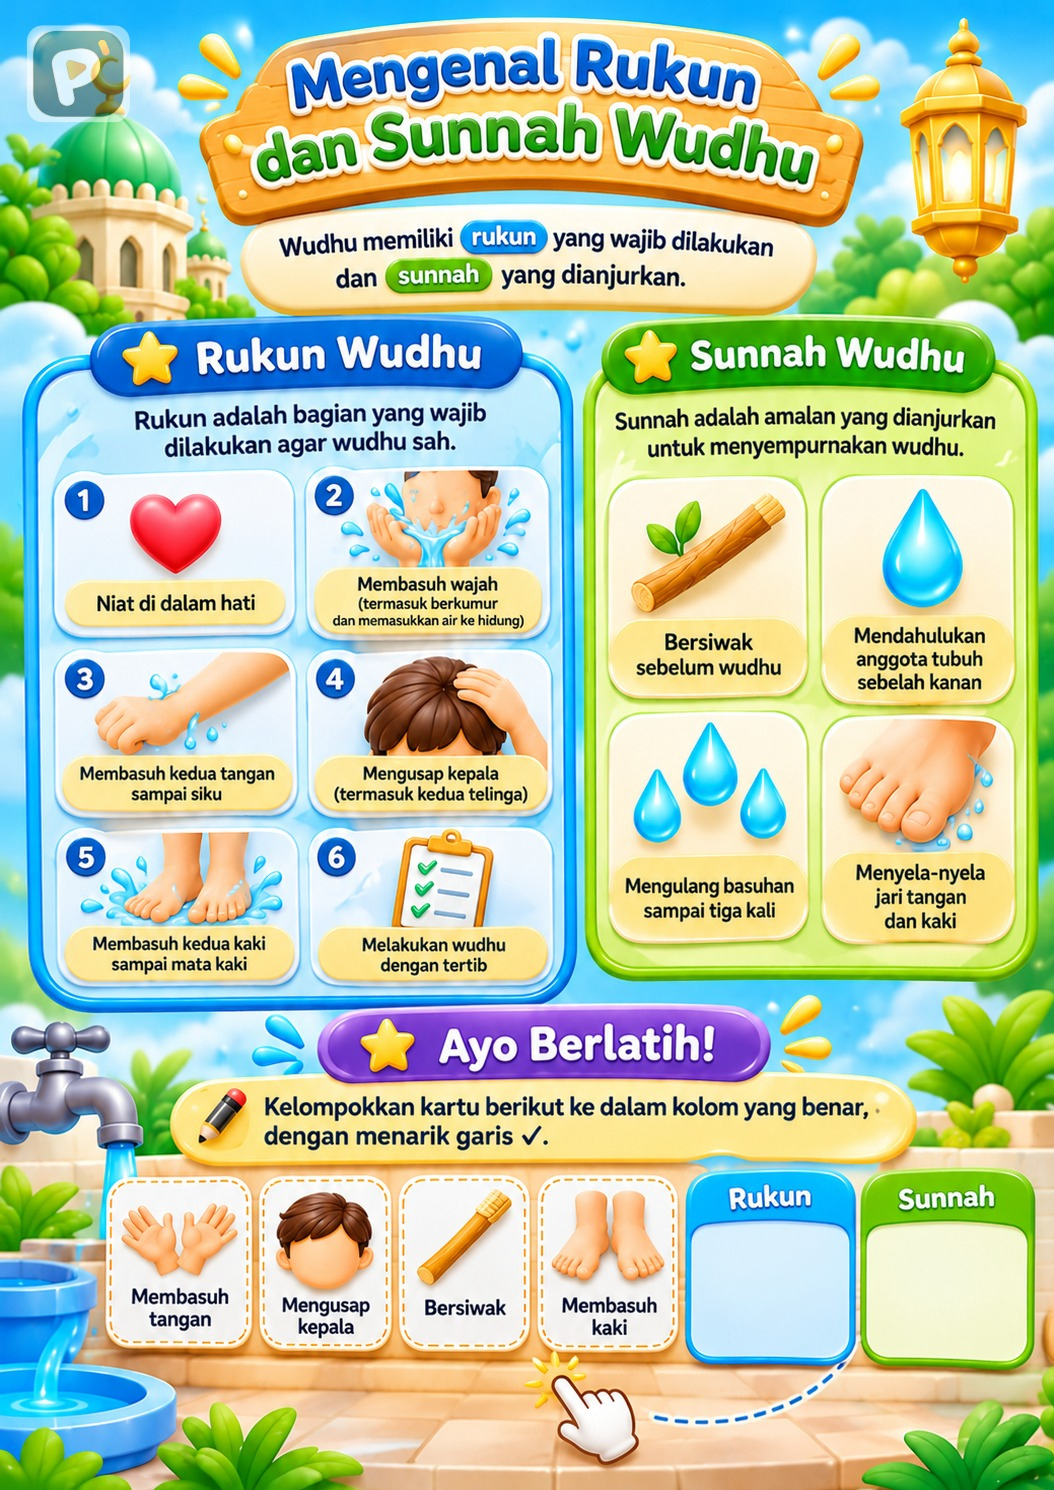 Mengenal Rukun
dan Sunnah Wudhu
Wudhu memiliki rukun yang wajib dilakukan
dan sunnah yang dianjurkan.
Rukun Wudhu
Rukun adalah bagian yang wajib
dilakukan agar wudhu sah.
1
Niat di dalam hati
2
Membasuh wajah
(termasuk berkumur
dan memasukkan air ke hidung)
3
Membasuh kedua tangan
sampai siku
4
Mengusap kepala
(termasuk kedua telinga)
5
Membasuh kedua kaki
sampai mata kaki
6
Melakukan wudhu
dengan tertib
Sunnah Wudhu
Sunnah adalah amalan yang dianjurkan
untuk menyempurnakan wudhu.
Bersiwak
sebelum wudhu
Mendahulukan
anggota tubuh
sebelah kanan
Mengulang basuhan
sampai tiga kali
Menyela-nyela
jari tangan
dan kaki
Ayo Berlatih!
Kelompokkan kartu berikut ke dalam kolom yang benar,
dengan menarik garis ✓.
Membasuh
tangan
Mengusap
kepala
Bersiwak
Membasuh
kaki
Rukun
Sunnah